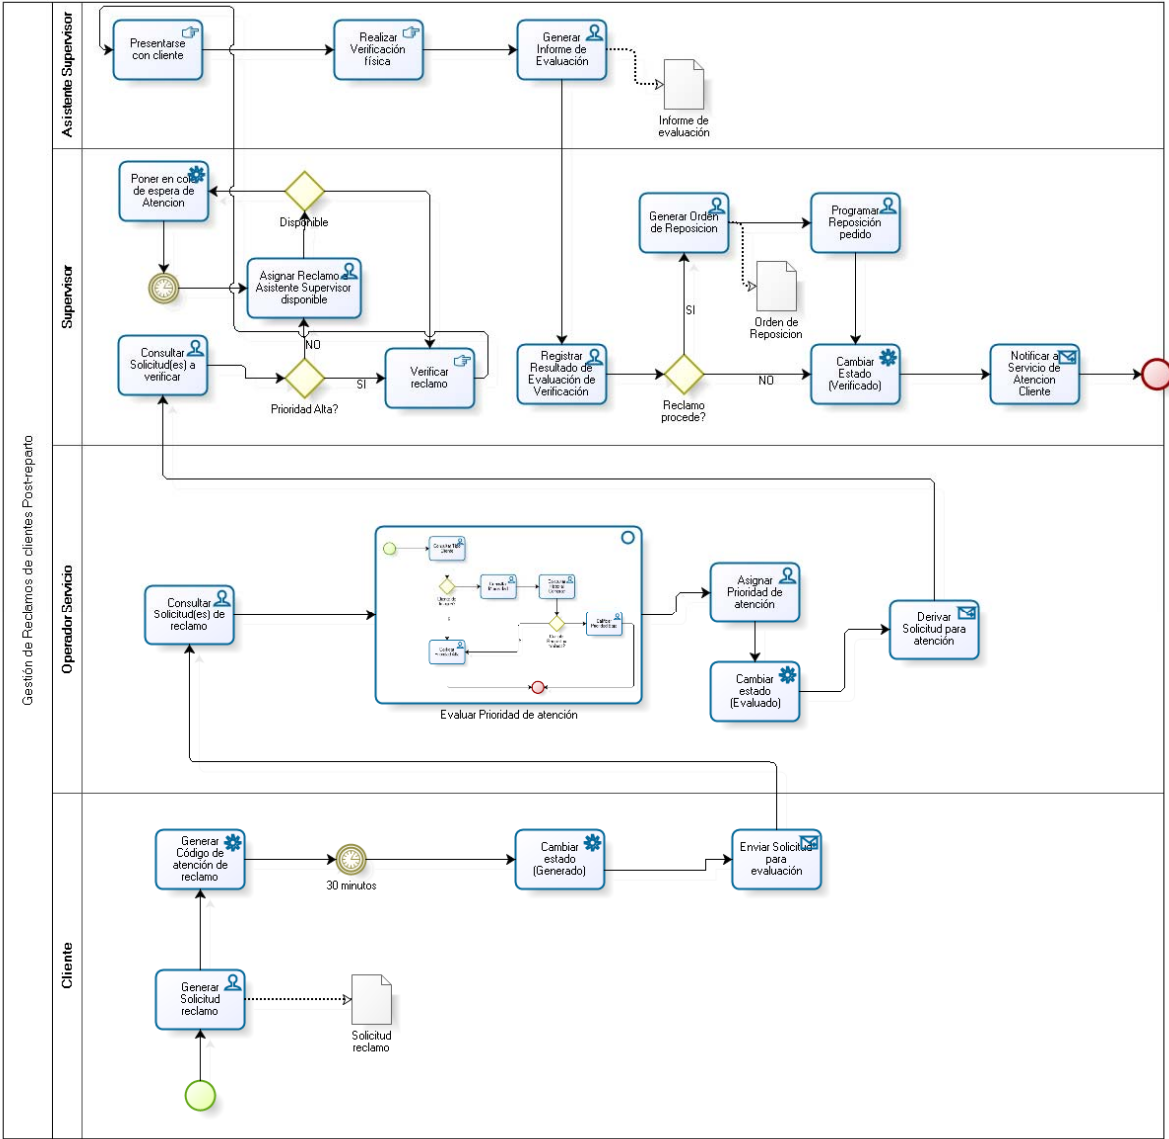 Gestión de Reclamos de clientes Post-reparto
Asistente Supervisor
Presentarse
con cliente
Realizar
Verificación
física
Generar
Informe de
Evaluación
Informe de
evaluación
Supervisor
Poner en cola
de espera de
Atencion
Disponible
Asignar Reclamo a
Asistente Supervisor
disponible
NO
Consultar
Solicitud(es) a
verificar
Prioridad Alta?
SI
Verificar
reclamo
Generar Orden
de Reposicion
Programar
Reposición
pedido
Orden de
Reposicion
SI
Registrar
Resultado de
Evaluación de
Verificación
Reclamo
procede?
NO
Cambiar
Estado
(Verificado)
Notificar a
Servicio de
Atencion
Cliente
Operador Servicio
Consultar
Solicitud(es) de
reclamo
Evaluar Prioridad de atención
Asignar
Prioridad de
atención
Cambiar
estado
(Evaluado)
Derivar
Solicitud para
atención
Cliente
Generar
Código de
atención de
reclamo
30 minutos
Cambiar
estado
(Generado)
Enviar Solicitud
para
evaluación
Generar
Solicitud
reclamo
Solicitud
reclamo